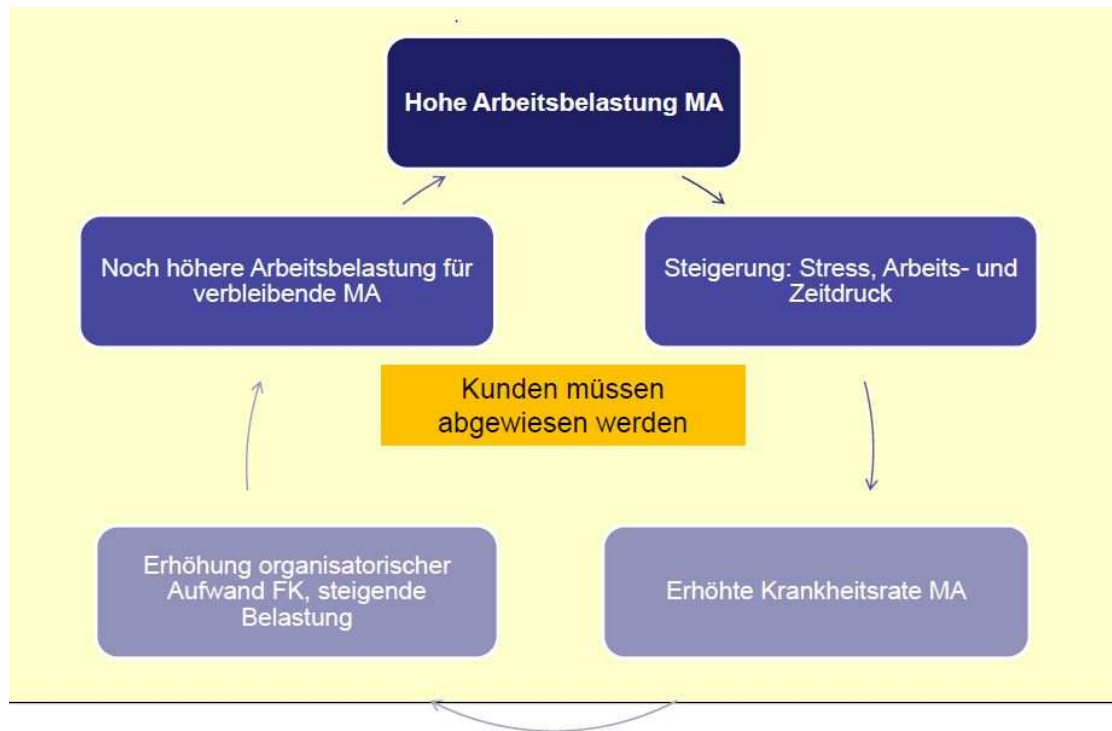 Hohe Arbeitsbelastung MA
Steigerung: Stress, Arbeits- und
Zeitdruck
Erhöhte Krankheitsrate MA
Erhöhung organisatorischer
Aufwand FK, steigende
Belastung
Noch höhere Arbeitsbelastung für
verbleibende MA
Kunden müssen
abgewiesen werden